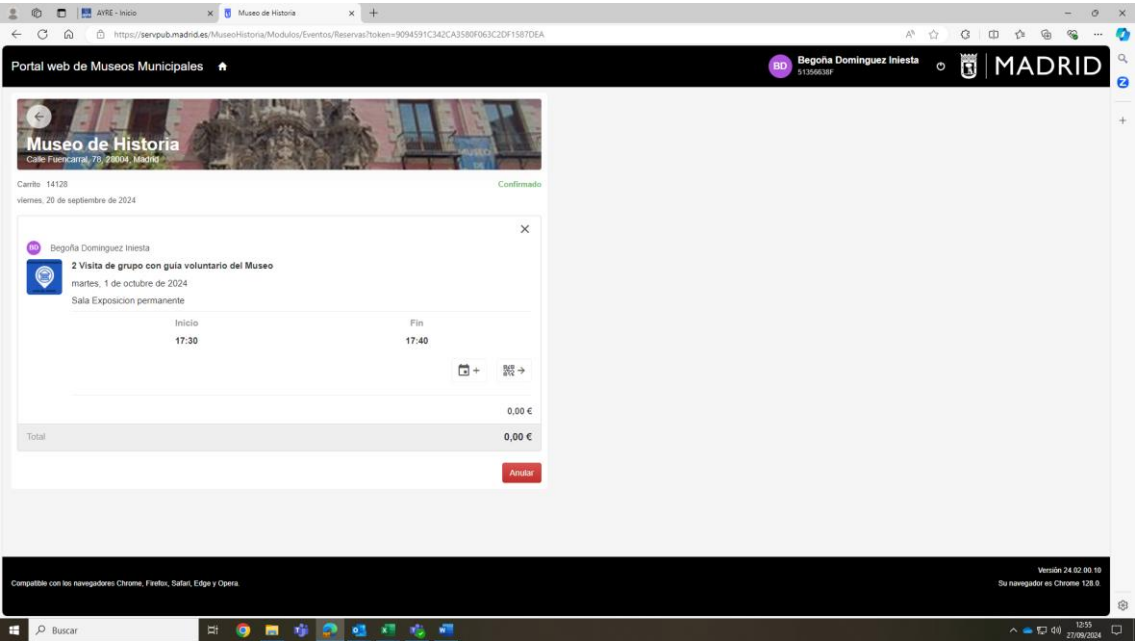 AYRE - Inicio
Museo de Historia
https://servpub.madrid.es/MuseoHistoria/Modulos/Eventos/Reservas?token=9094591C342CA3580F063C2DF1587DEA
Portal web de Museos Municipales
BD
Begoña Dominguez Iniesta
51356638F
MADRID
Museo de Historia
Calle Fuencarral, 78, 28004, Madrid
Carrito 14128
Confirmado
viernes, 20 de septiembre de 2024
BD
Begoña Dominguez Iniesta
2 Visita de grupo con guía voluntario del Museo
martes, 1 de octubre de 2024
Sala Exposicion permanente
Inicio
Fin
17:30
17:40
0,00 €
Total
0,00 €
Anular
Versión 24.02.00.10
Compatible con los navegadores Chrome, Firefox, Safari, Edge y Opera.
Su navegador es Chrome 128.0.
Buscar
12:55
27/09/2024